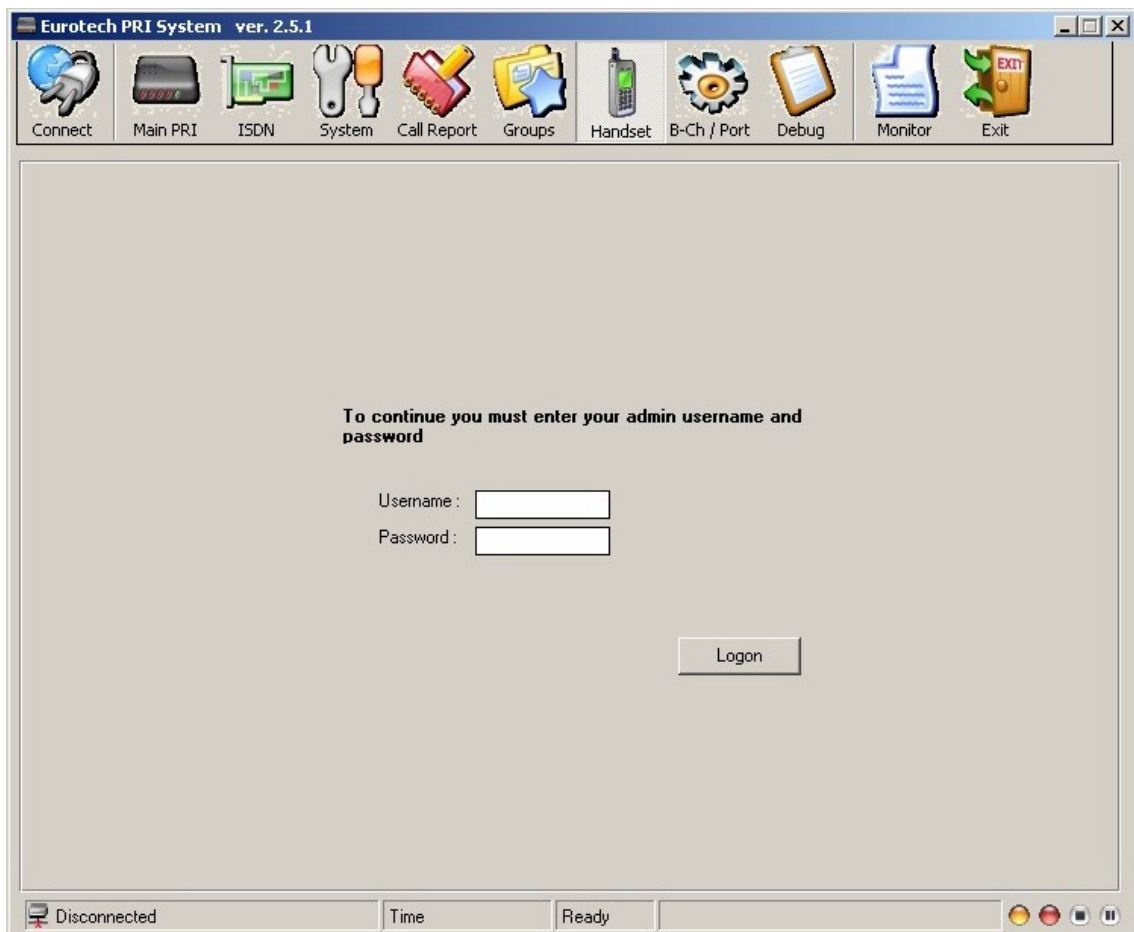 Eurotech PRI System ver. 2.5.1
EXIT
Connect Main PRI ISDN System Call Report Groups Handset B-Ch / Port Debug Monitor Exit
To continue you must enter your admin username and
password
Username :
Password :
Logon
Disconnected Time Ready